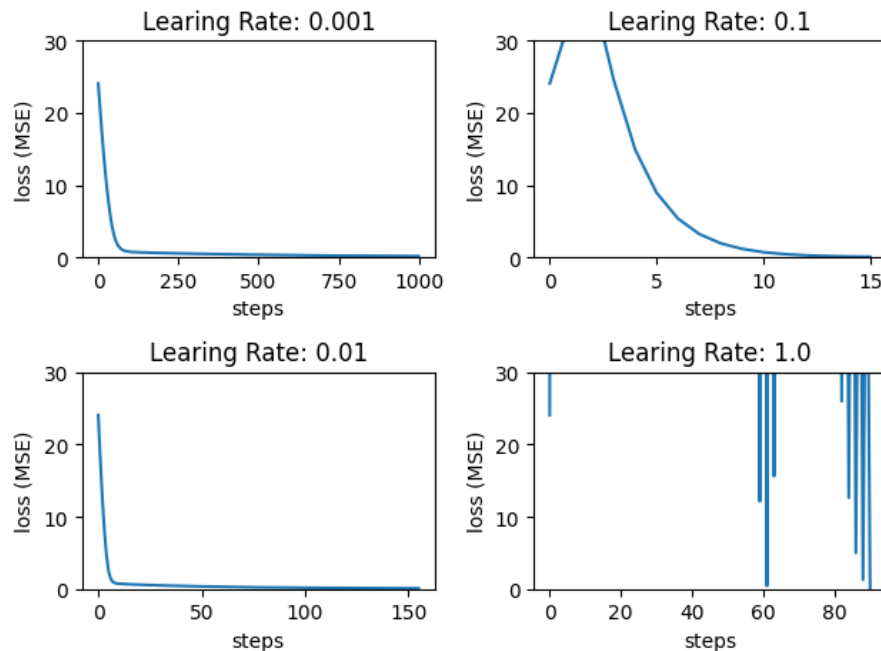 Learing Rate: 0.001
30
20
10
0
loss (MSE)
0 250 500 750 1000
steps
Learing Rate: 0.1
30
20
10
0
loss (MSE)
0 5 10 15
steps
Learing Rate: 0.01
30
20
10
0
loss (MSE)
0 50 100 150
steps
Learing Rate: 1.0
30
20
10
0
loss (MSE)
0 20 40 60 80
steps